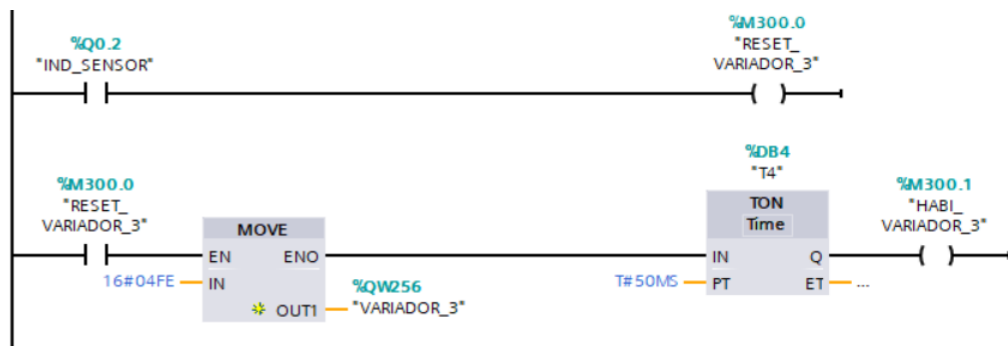 %Q0.2
"IND_SENSOR"
%M300.0
"RESET_
VARIADOR_3"
%M300.0
"RESET_
VARIADOR_3"
MOVE
EN ENO
16#04FE IN
OUT1
%QW256
"VARIADOR_3"
%DB4
"T4"
TON
Time
IN Q
T#50MS PT ET ...
%M300.1
"HABI_
VARIADOR_3"